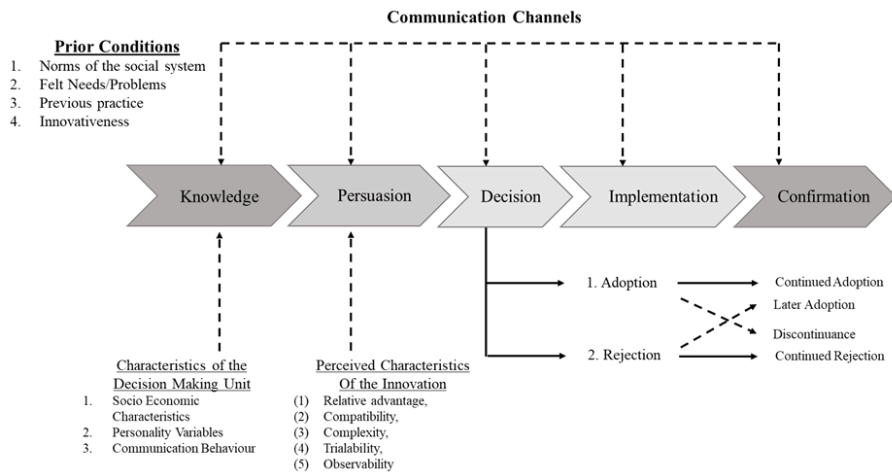 Communication Channels
Prior Conditions
1. Norms of the social system
2. Felt Needs/Problems
3. Previous practice
4. Innovativeness
Knowledge
Persuasion
Decision
Implementation
Confirmation
1. Adoption
Continued Adoption
Later Adoption
Discontinuance
2. Rejection
Continued Rejection
Characteristics of the
Decision Making Unit
1. Socio Economic
Characteristics
2. Personality Variables
3. Communication Behaviour
Perceived Characteristics
Of the Innovation
(1) Relative advantage,
(2) Compatibility,
(3) Complexity,
(4) Trialability,
(5) Observability